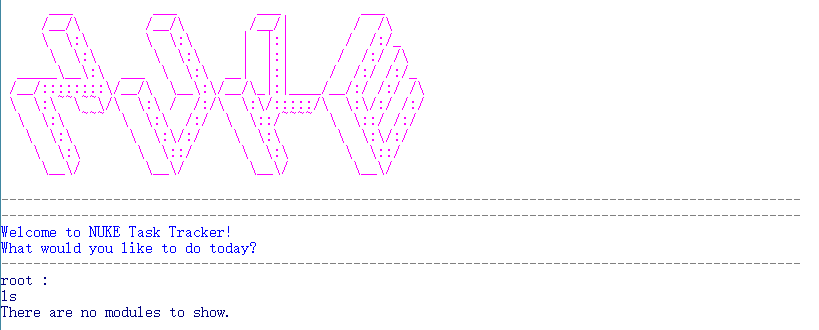 Welcome to NUKE Task Tracker!
What would you like to do today?
root :
ls
There are no modules to show.